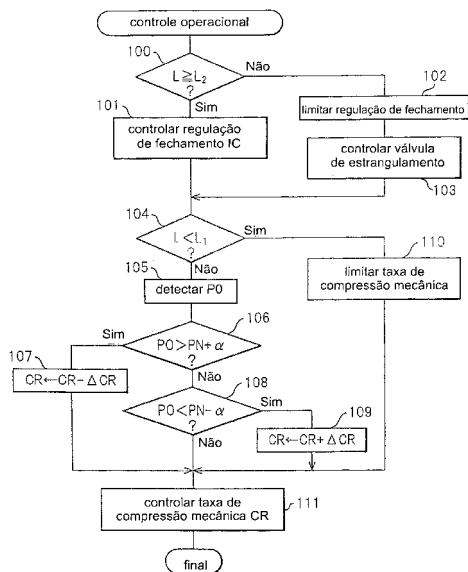 controle operacional
100
L≧L₂
?
Não
Sim
101
controlar regulação
de fechamento IC
102
limitar regulação de fechamento
controlar válvula
de estrangulamento
103
104
L<L₁
?
Sim
Não
105
detectar P0
110
limitar taxa de
compressão mecânica
106
PO>PN+α
?
Sim
Não
107
CR←CR-ΔCR
108
PO<PN-α
?
Sim
Não
109
CR←CR+ΔCR
controlar taxa de
compressão mecânica CR
111
final